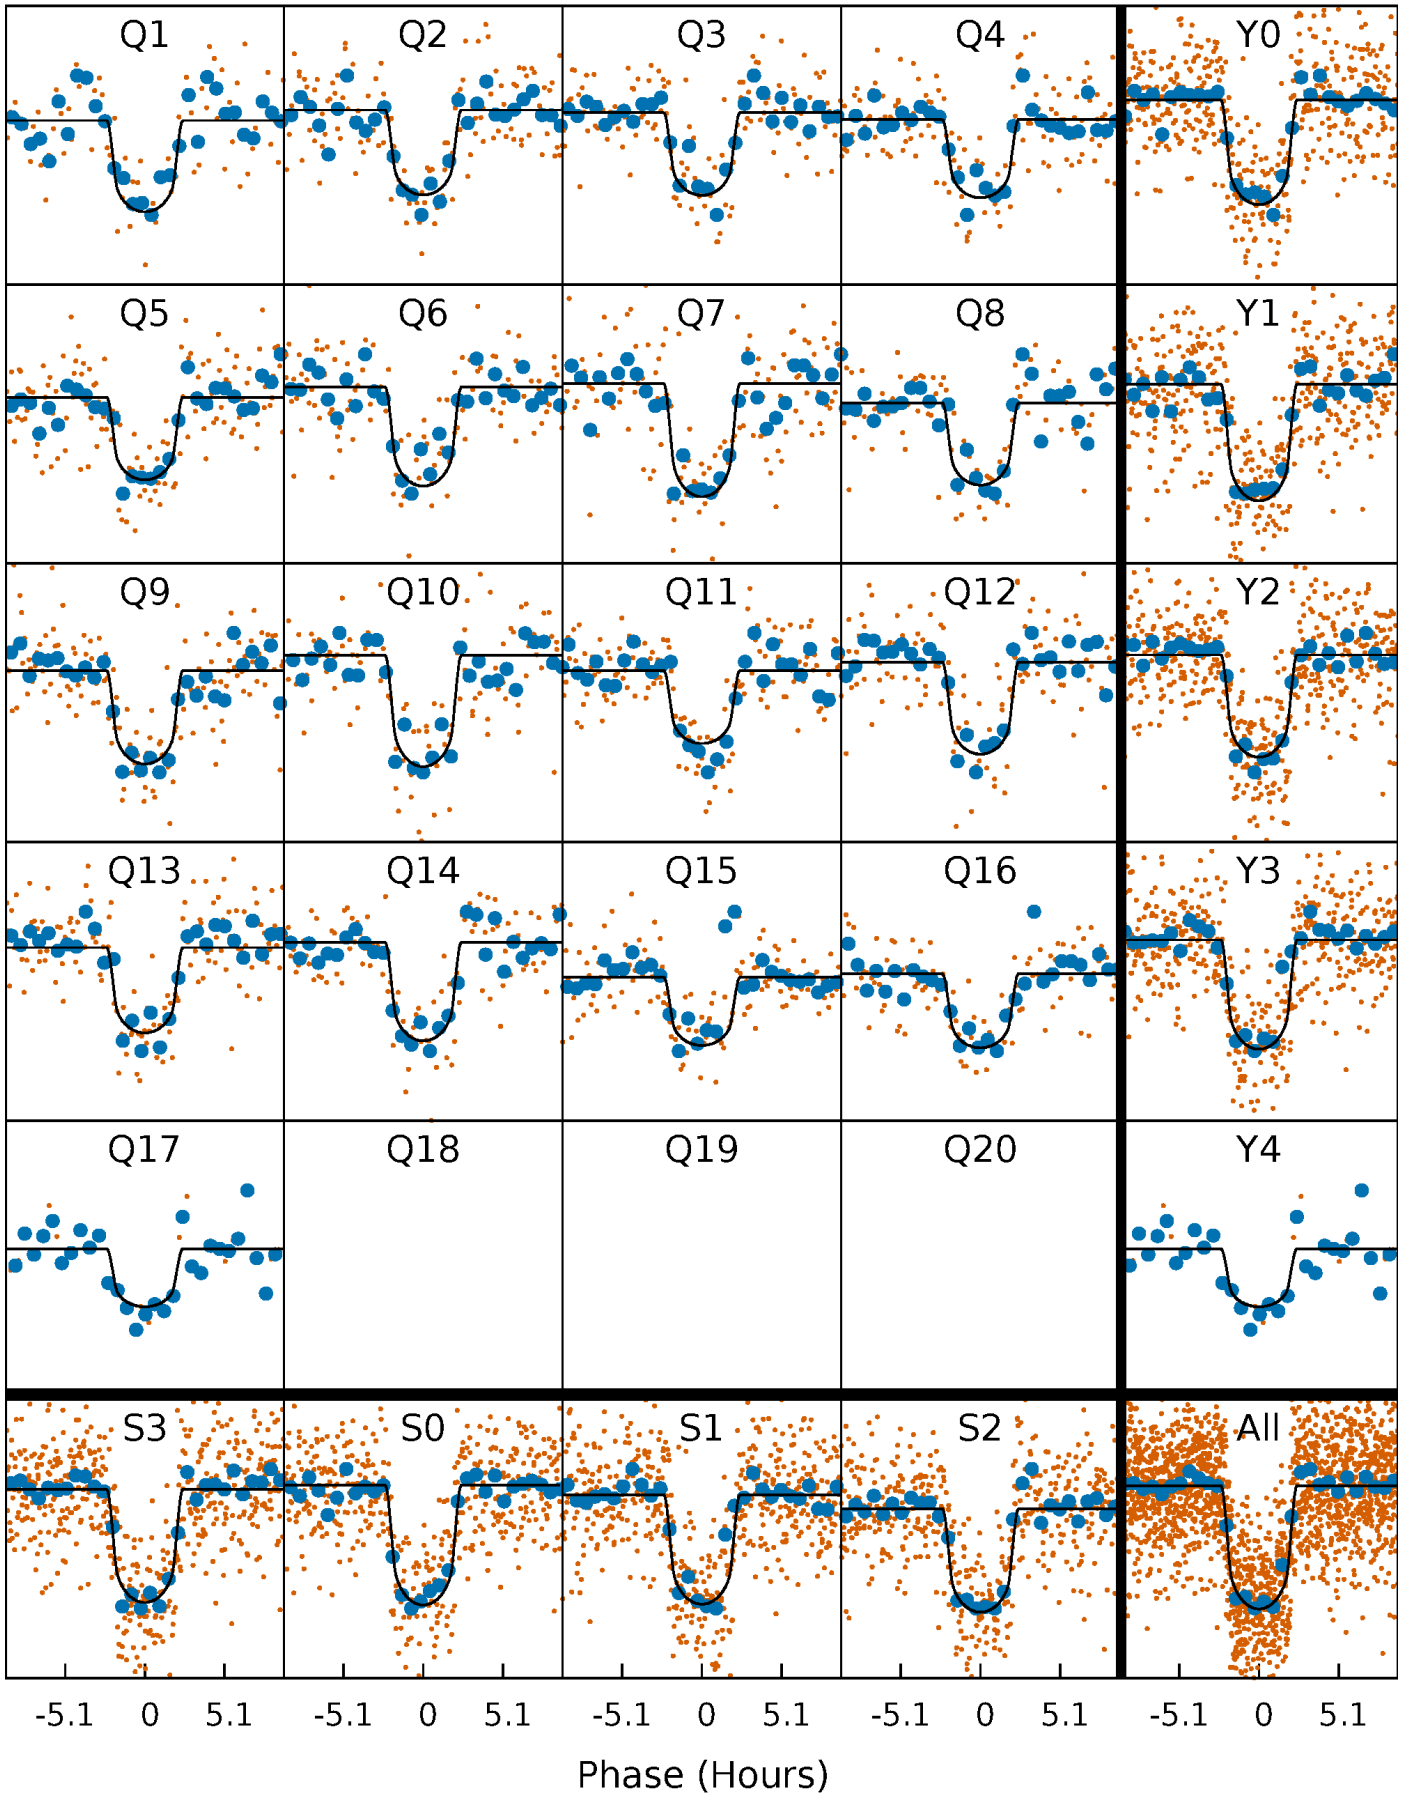 Q1 Q2 Q3 Q4 Y0
Q5 Q6 Q7 Q8 Y1
Q9 Q10 Q11 Q12 Y2
Q13 Q14 Q15 Q16 Y3
Q17 Q18 Q19 Q20 Y4
S3 S0 S1 S2 All
-5.1 0 5.1 -5.1 0 5.1 -5.1 0 5.1 -5.1 0 5.1 -5.1 0 5.1
Phase (Hours)